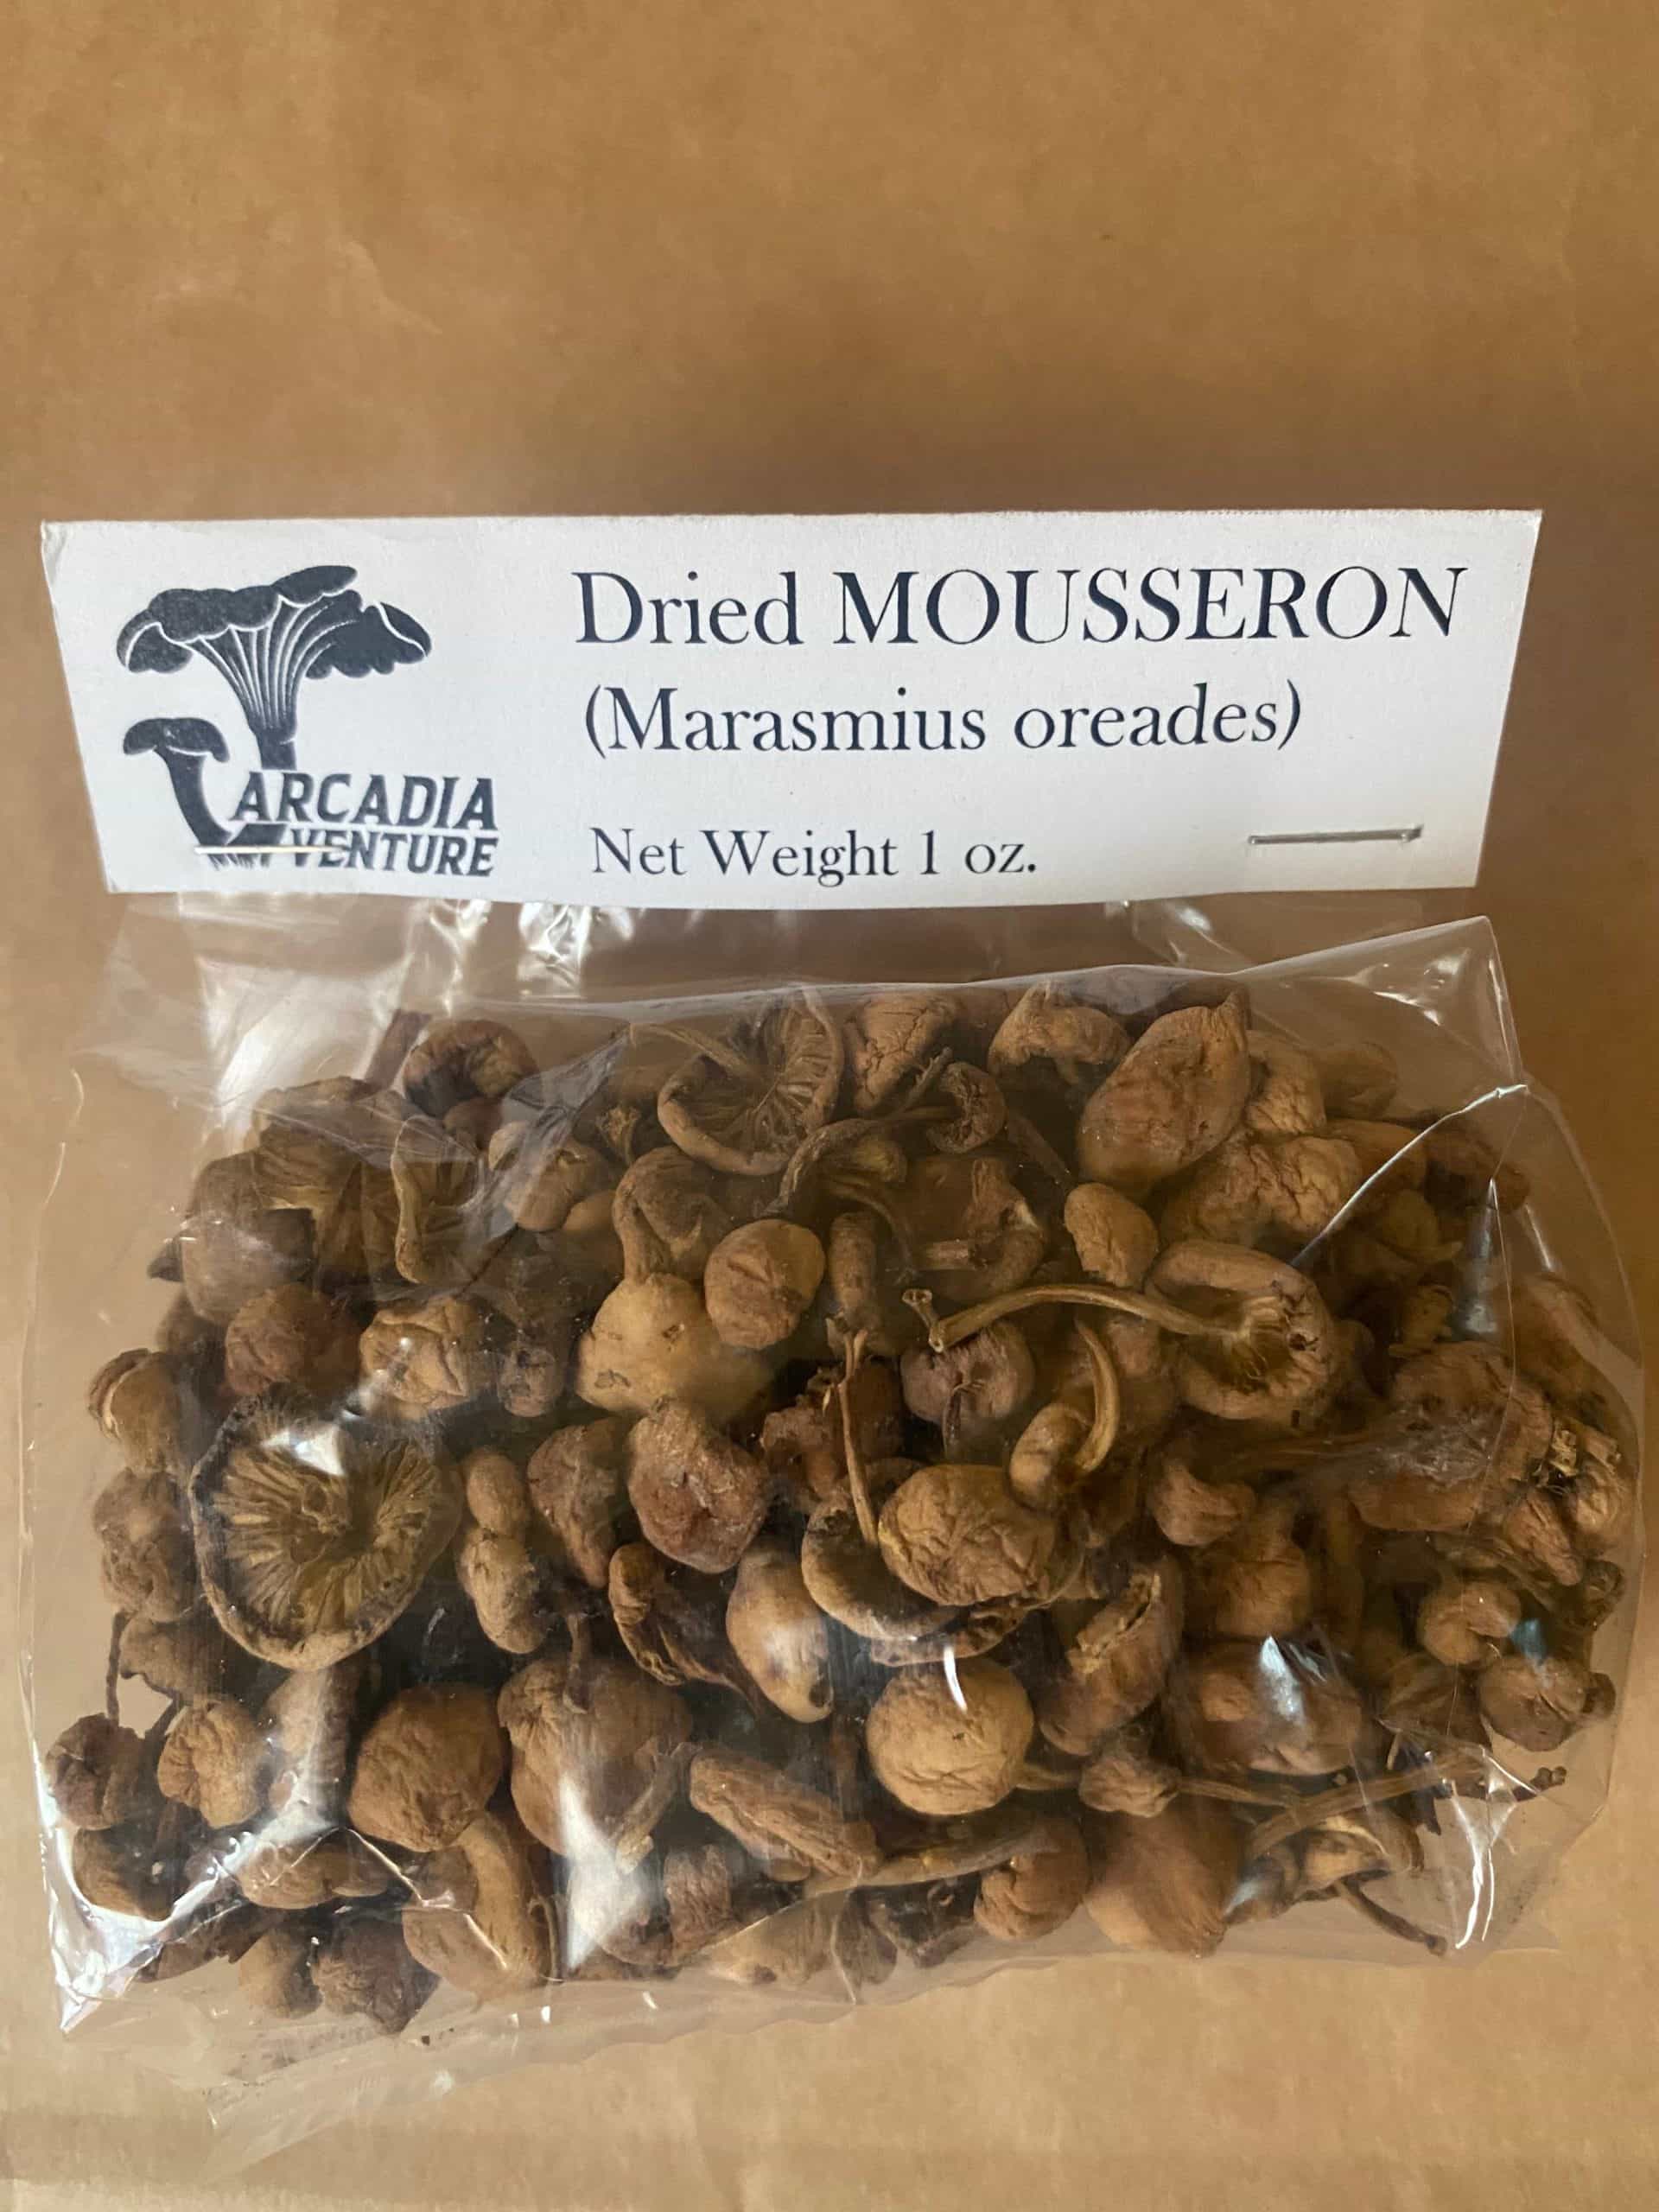 Dried MOUSSERON
(Marasmius oreades)
Net Weight 1 oz.
ARCADIA
VENTURE